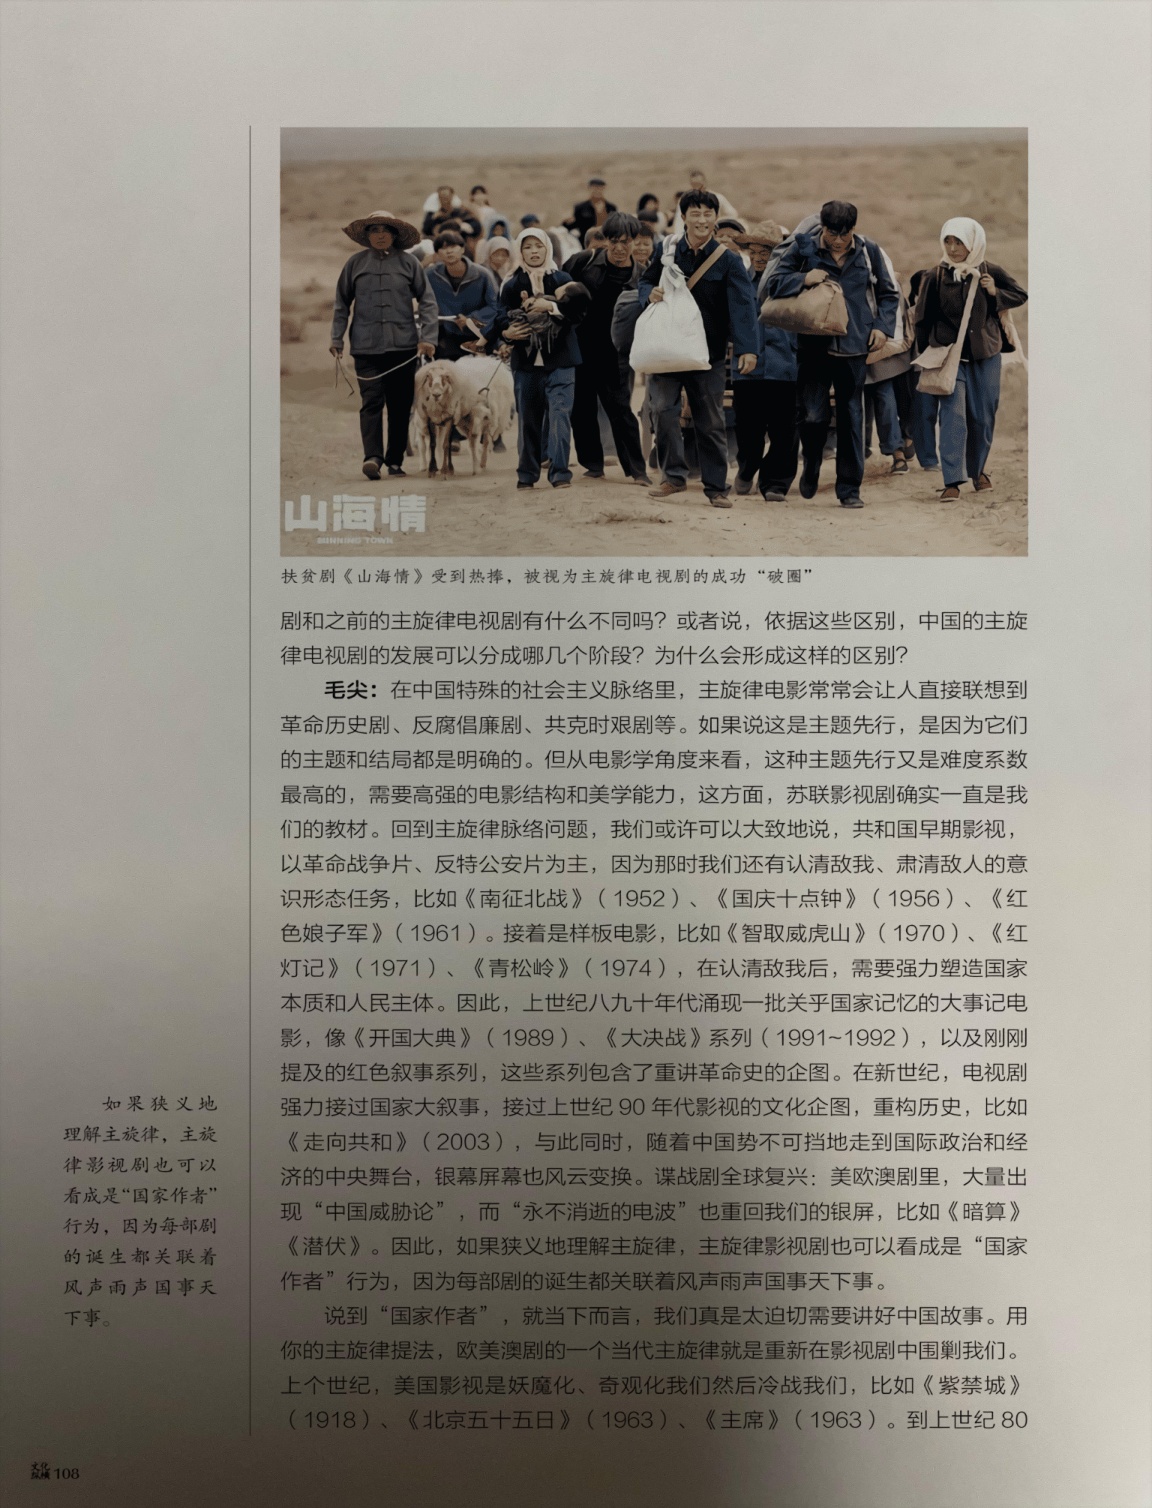 山海情
MINNING TOWN
扶贫剧《山海情》受到热捧，被视为主旋律电视剧的成功“破圈”
剧和之前的主旋律电视剧有什么不同吗？或者说，依据这些区别，中国的主旋
律电视剧的发展可以分成哪几个阶段？为什么会形成这样的区别？
毛尖：在中国特殊的社会主义脉络里，主旋律电影常常会让人直接联想到
革命历史剧、反腐倡廉剧、共克时艰剧等。如果说这是主题先行，是因为它们
的主题和结局都是明确的。但从电影学角度来看，这种主题先行又是难度系数
最高的，需要高强的电影结构和美学能力，这方面，苏联影视剧确实一直是我
们的教材。回到主旋律脉络问题，我们或许可以大致地说，共和国早期影视，
以革命战争片、反特公安片为主，因为那时我们还有认清敌我、肃清敌人的意
识形态任务，比如《南征北战》（1952）、《国庆十点钟》（1956）、《红
色娘子军》（1961）。接着是样板电影，比如《智取威虎山》（1970）、《红
灯记》（1971）、《青松岭》（1974），在认清敌我后，需要强力塑造国家
本质和人民主体。因此，上世纪八九十年代涌现一批关乎国家记忆的大事记电
影，像《开国大典》（1989）、《大决战》系列（1991~1992），以及刚刚
提及的红色叙事系列，这些系列包含了重讲革命史的企图。在新世纪，电视剧
强力接过国家大叙事，接过上世纪 90 年代影视的文化企图，重构历史，比如
《走向共和》（2003），与此同时，随着中国势不可挡地走到国际政治和经
济的中央舞台，银幕屏幕也风云变换。谍战剧全球复兴：美欧澳剧里，大量出
现“中国威胁论”，而“永不消逝的电波”也重回我们的银屏，比如《暗算》
《潜伏》。因此，如果狭义地理解主旋律，主旋律影视剧也可以看成是“国家
作者”行为，因为每部剧的诞生都关联着风声雨声国事天下事。
说到“国家作者”，就当下而言，我们真是太迫切需要讲好中国故事。用
你的主旋律提法，欧美澳剧的一个当代主旋律就是重新在影视剧中围剿我们。
上个世纪，美国影视是妖魔化、奇观化我们然后冷战我们，比如《紫禁城》
（1918）、《北京五十五日》（1963）、《主席》（1963）。到上世纪 80
如果狭义地
理解主旋律，主旋
律影视剧也可以
看成是“国家作者”
行为，因为每部剧
的诞生都关联着
风声雨声国事天
下事。
文化
纵横 108